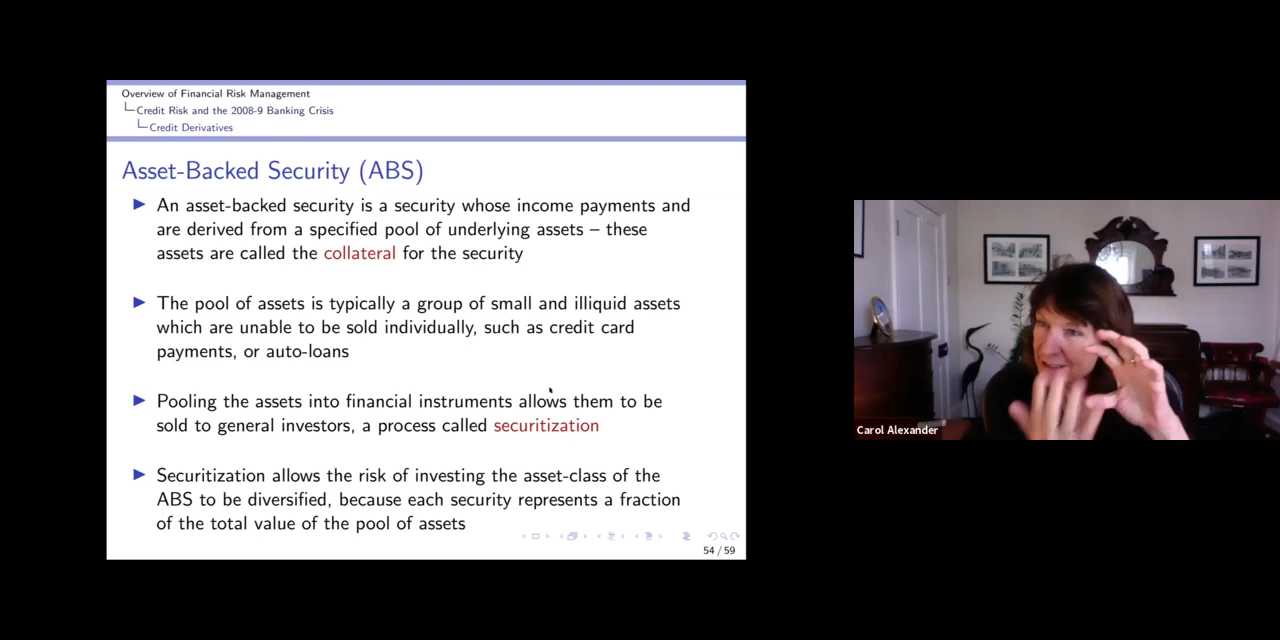 Overview of Financial Risk Management
Credit Risk and the 2008-9 Banking Crisis
Credit Derivatives
Asset-Backed Security (ABS)
An asset-backed security is a security whose income payments and
are derived from a specified pool of underlying assets – these
assets are called the collateral for the security
The pool of assets is typically a group of small and illiquid assets
which are unable to be sold individually, such as credit card
payments, or auto-loans
Pooling the assets into financial instruments allows them to be
sold to general investors, a process called securitization
Securitization allows the risk of investing the asset-class of the
ABS to be diversified, because each security represents a fraction
of the total value of the pool of assets
54 / 59
Carol Alexander